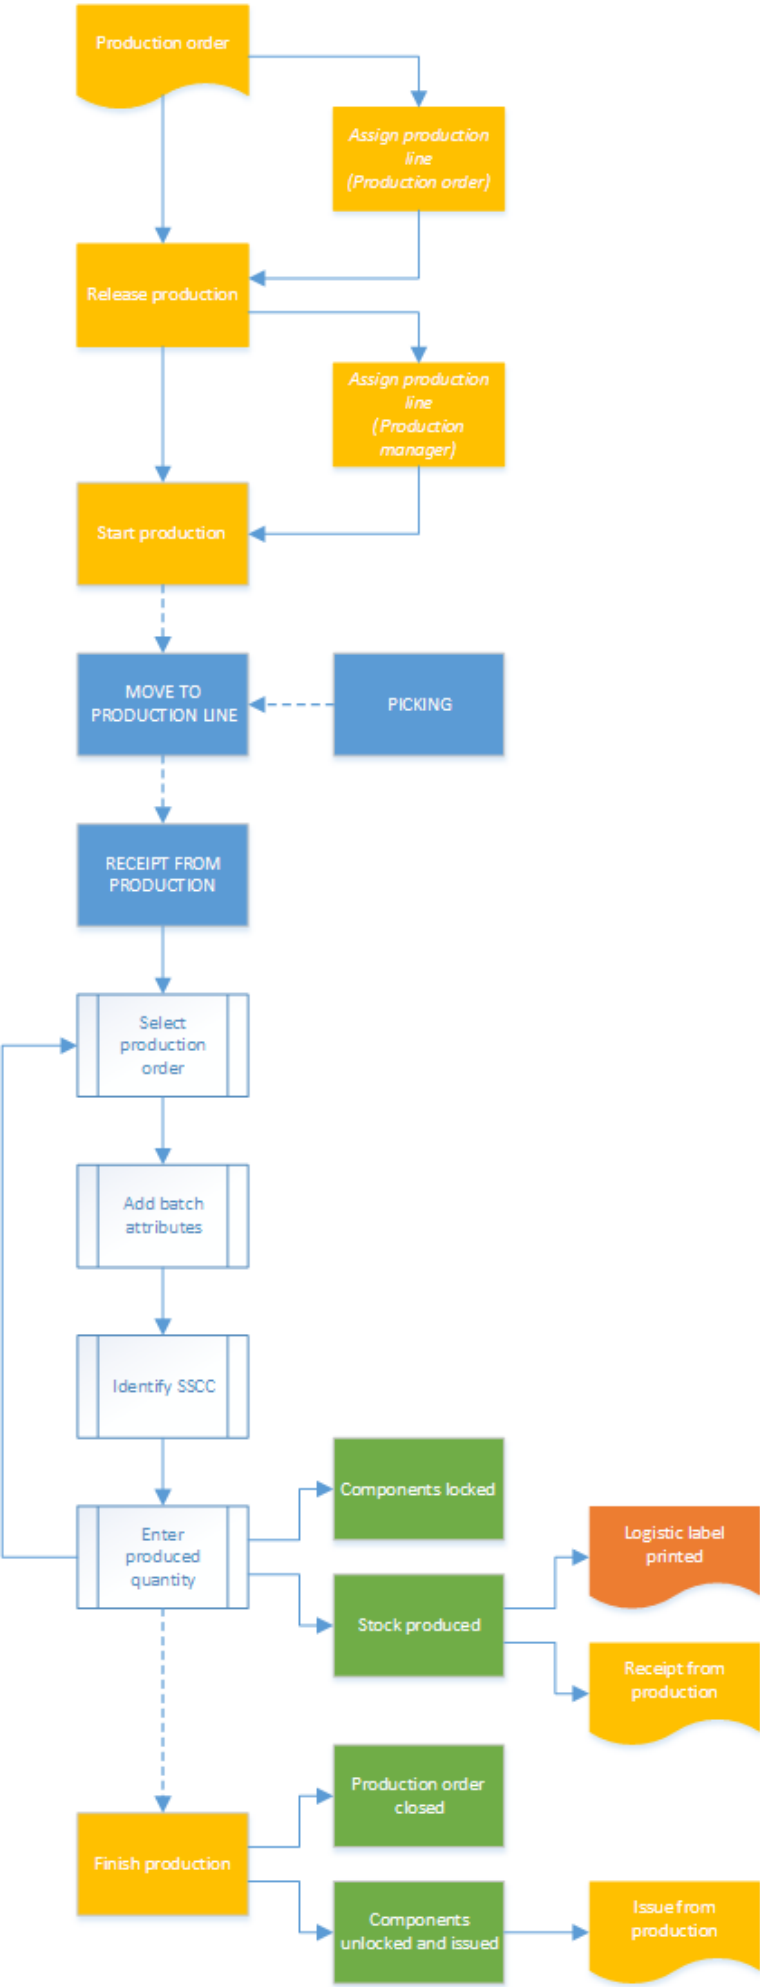 Production order
Assign production
line
(Production order)
Release production
Assign production
line
(Production
manager)
Start production
MOVE TO
PRODUCTION LINE
PICKING
RECEIPT FROM
PRODUCTION
Select
production
order
Add batch
attributes
Identify SSCC
Components locked
Enter
produced
quantity
Logistic label
printed
Stock produced
Receipt from
production
Production order
closed
Finish production
Components
unlocked and issued
Issue from
production